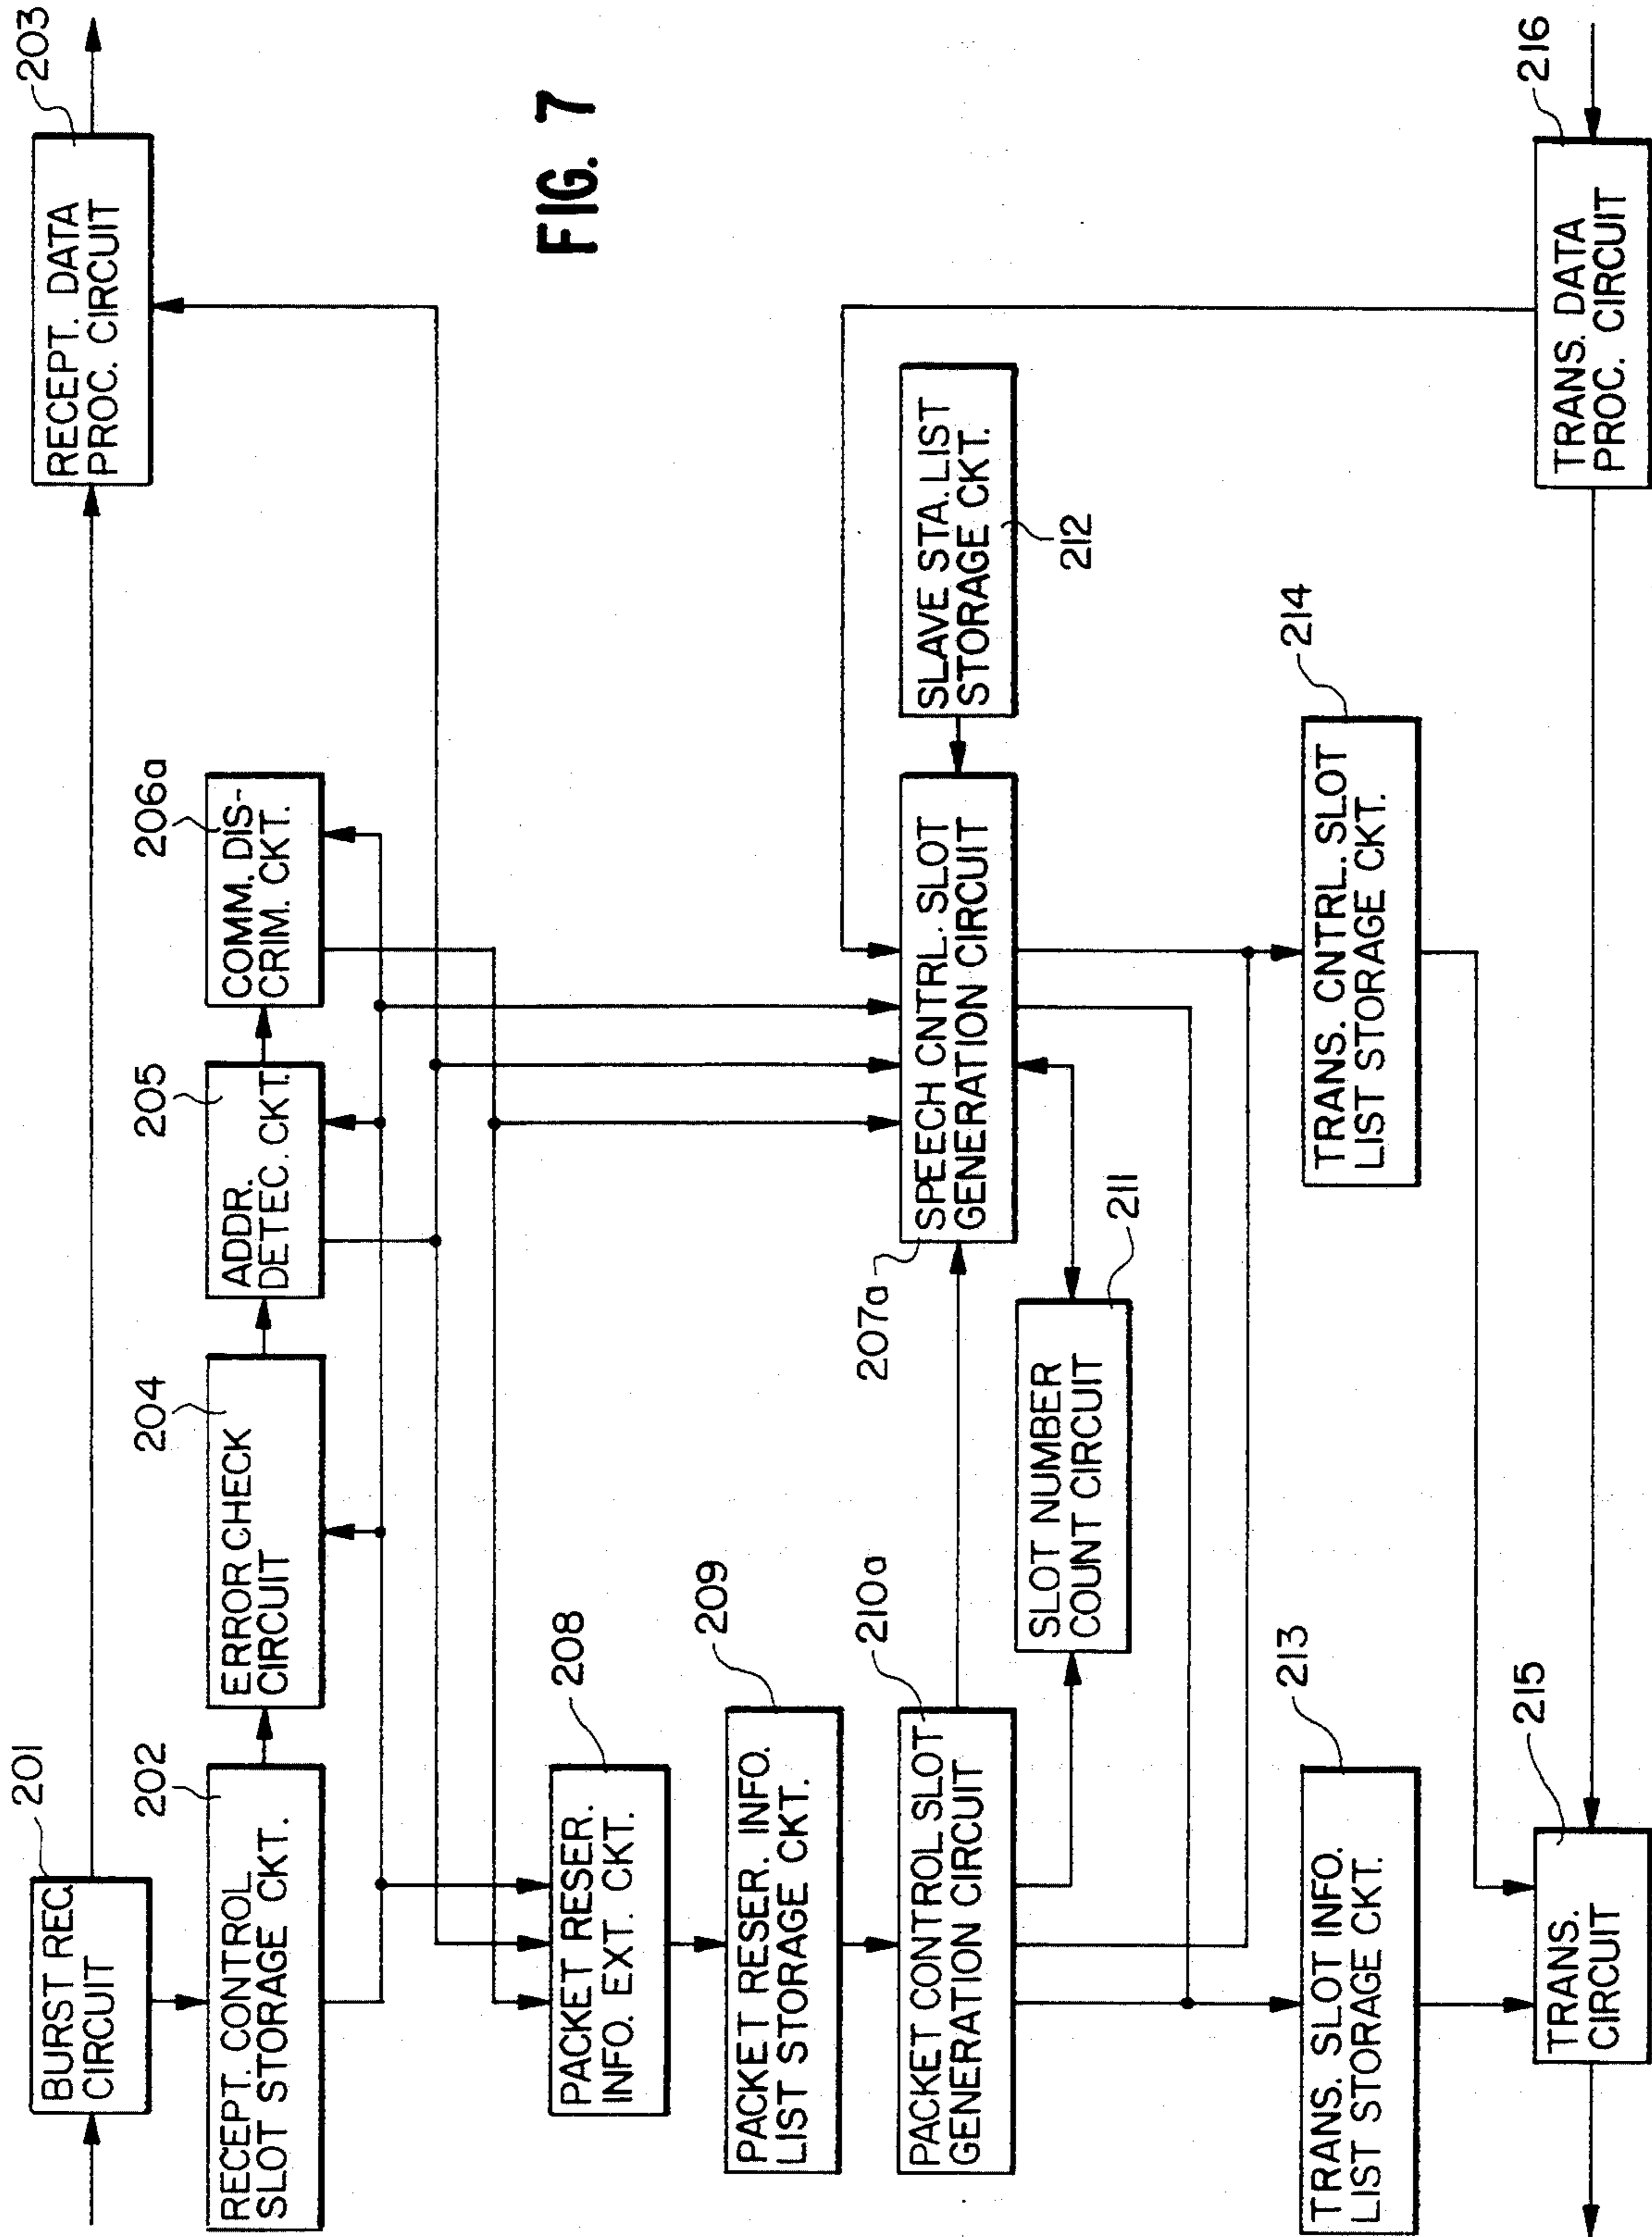 201
BURST REC.
CIRCUIT
203
RECEPT. DATA
PROC. CIRCUIT
202
RECEPT. CONTROL
SLOT STORAGE CKT.
204
ERROR CHECK
CIRCUIT
205
ADDR.
DETEC. CKT.
206a
COMM. DIS-
CRIM. CKT.
FIG. 7
208
PACKET RESER.
INFO. EXT. CKT.
209
PACKET RESER. INFO.
LIST STORAGE CKT.
210a
PACKET CONTROL SLOT
GENERATION CIRCUIT
207a
SPEECH CNTRL. SLOT
GENERATION CIRCUIT
SLAVE STA. LIST
STORAGE CKT.
212
211
SLOT NUMBER
COUNT CIRCUIT
213
TRANS. SLOT INFO.
LIST STORAGE CKT.
214
TRANS. CNTRL. SLOT
LIST STORAGE CKT.
215
TRANS.
CIRCUIT
216
TRANS. DATA
PROC. CIRCUIT